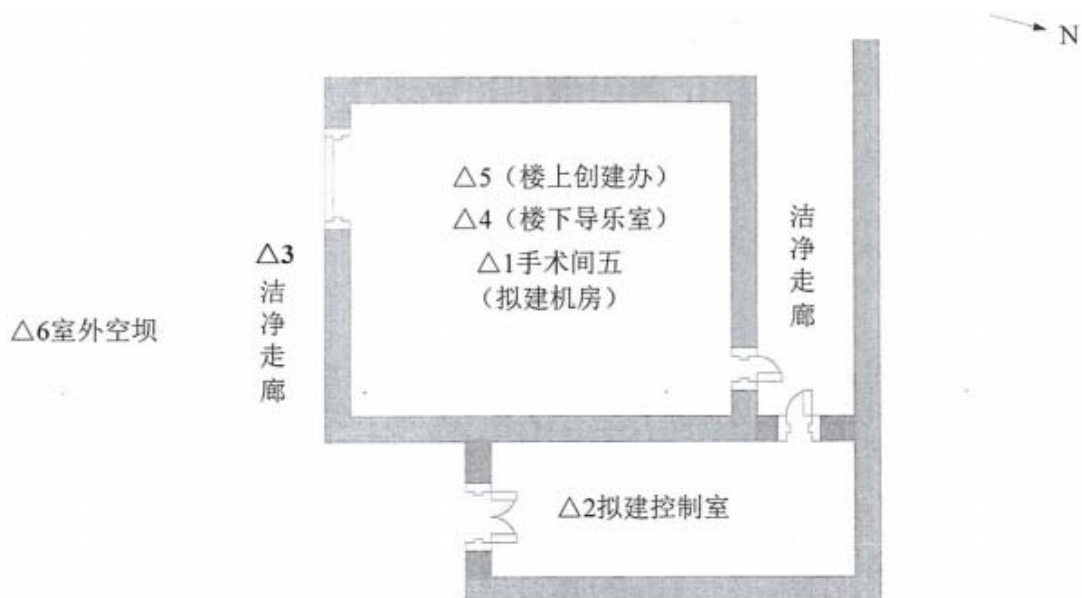 N
△5（楼上创建办）
△4（楼下导乐室）
△1手术间五
（拟建机房）
洁净走廊
△3
洁净走廊
△6室外空坝
△2拟建控制室